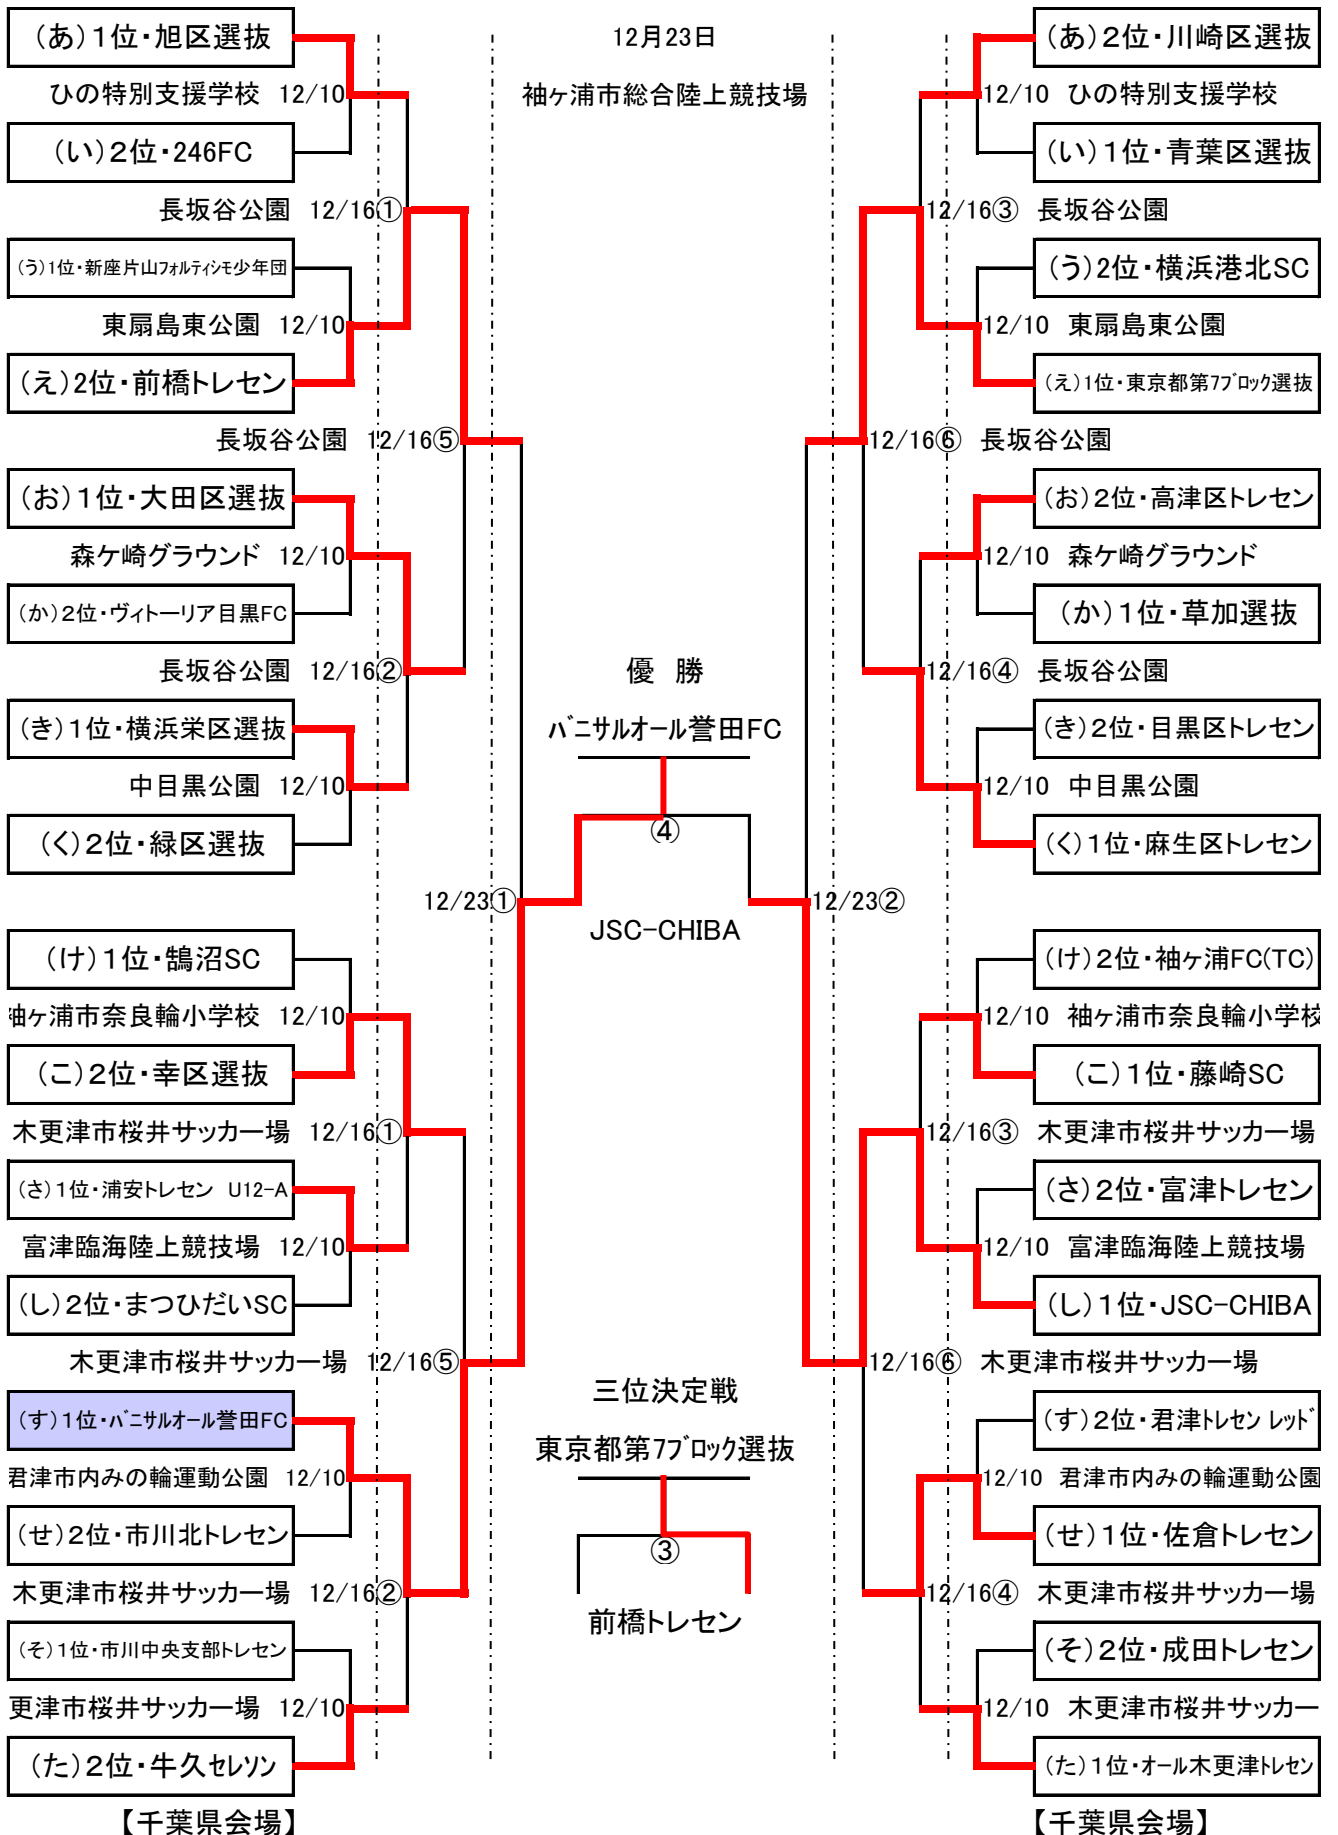 (あ)1位・旭区選抜
ひの特別支援学校 12/10
(い)2位・246FC
長坂谷公園 12/16①
(う)1位・新座片山フォルティシモ少年団
東扇島東公園 12/10
(え)2位・前橋トレセン
長坂谷公園 12/16⑤
(お)1位・大田区選抜
森ケ崎グラウンド 12/10
(か)2位・ヴィトーリア目黒FC
長坂谷公園 12/16②
(き)1位・横浜栄区選抜
中目黒公園 12/10
(く)2位・緑区選抜
12/23①
(け)1位・鵠沼SC
袖ヶ浦市奈良輪小学校 12/10
(こ)2位・幸区選抜
木更津市桜井サッカー場 12/16①
(さ)1位・浦安トレセン U12-A
富津臨海陸上競技場 12/10
(し)2位・まつひだいSC
木更津市桜井サッカー場 12/16⑤
(す)1位・バニサルオール誉田FC
君津市内みの輪運動公園 12/10
(せ)2位・市川北トレセン
木更津市桜井サッカー場 12/16②
(そ)1位・市川中央支部トレセン
更津市桜井サッカー場 12/10
(た)2位・牛久セレソン
【千葉県会場】
12月23日
袖ヶ浦市総合陸上競技場
優 勝
バニサルオール誉田FC
④
JSC-CHIBA
三位決定戦
東京都第7ブロック選抜
③
前橋トレセン
(あ)2位・川崎区選抜
12/10 ひの特別支援学校
(い)1位・青葉区選抜
12/16③ 長坂谷公園
(う)2位・横浜港北SC
12/10 東扇島東公園
(え)1位・東京都第7ブロック選抜
12/16⑥ 長坂谷公園
(お)2位・高津区トレセン
12/10 森ケ崎グラウンド
(か)1位・草加選抜
12/16④ 長坂谷公園
(き)2位・目黒区トレセン
12/10 中目黒公園
(く)1位・麻生区トレセン
12/23②
(け)2位・袖ヶ浦FC(TC)
12/10 袖ヶ浦市奈良輪小学校
(こ)1位・藤崎SC
12/16③ 木更津市桜井サッカー場
(さ)2位・富津トレセン
12/10 富津臨海陸上競技場
(し)1位・JSC-CHIBA
12/16⑥ 木更津市桜井サッカー場
(す)2位・君津トレセン レッド
12/10 君津市内みの輪運動公園
(せ)1位・佐倉トレセン
12/16④ 木更津市桜井サッカー場
(そ)2位・成田トレセン
12/10 木更津市桜井サッカー
(た)1位・オール木更津トレセン
【千葉県会場】